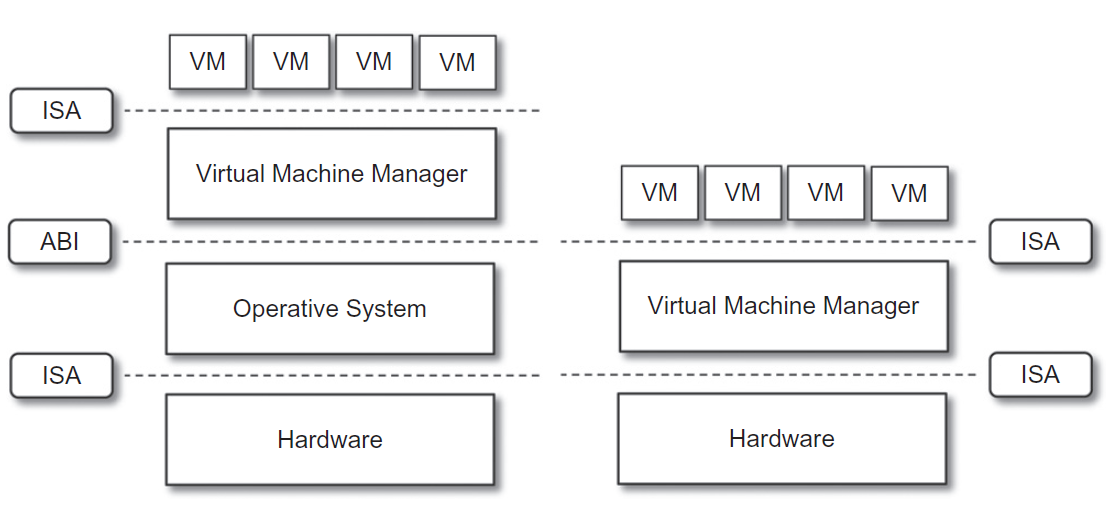 VM VM VM VM
ISA
Virtual Machine Manager
ABI
Operative System
ISA
Hardware
VM VM VM VM
ISA
Virtual Machine Manager
ISA
Hardware